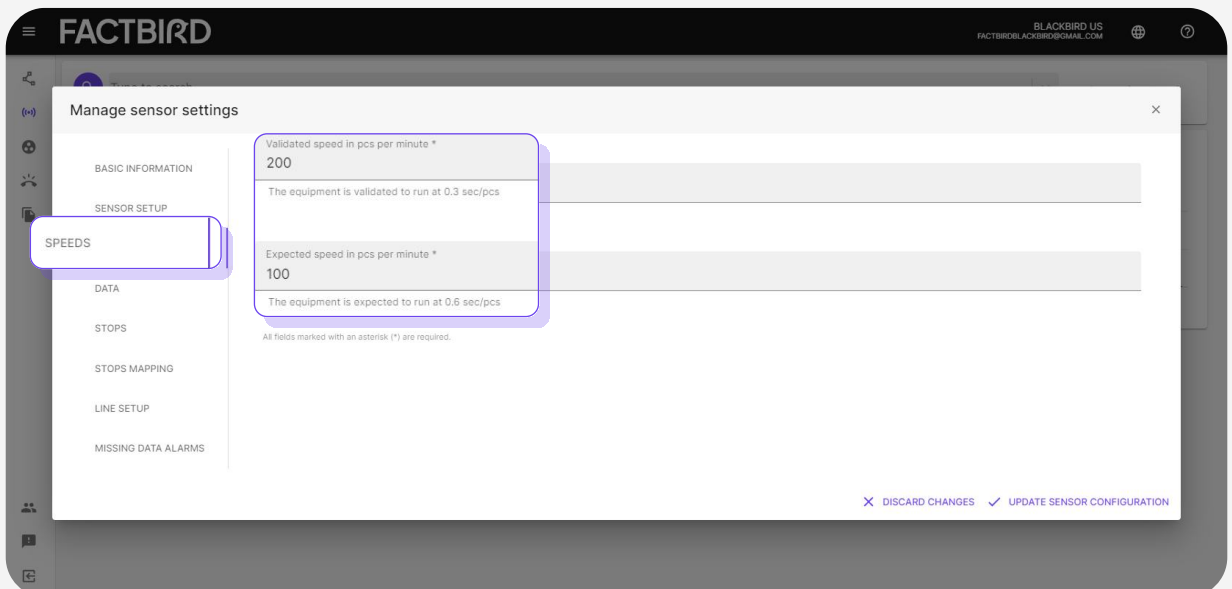 FACTBIRD
BLACKBIRD US
FACTBIRDBLACKBIRD@GMAIL.COM
Type to search
Manage sensor settings
BASIC INFORMATION
SENSOR SETUP
SPEEDS
DATA
STOPS
STOPS MAPPING
LINE SETUP
MISSING DATA ALARMS
Validated speed in pcs per minute *
200
The equipment is validated to run at 0.3 sec/pcs
Expected speed in pcs per minute *
100
The equipment is expected to run at 0.6 sec/pcs
All fields marked with an asterisk (*) are required.
DISCARD CHANGES
UPDATE SENSOR CONFIGURATION